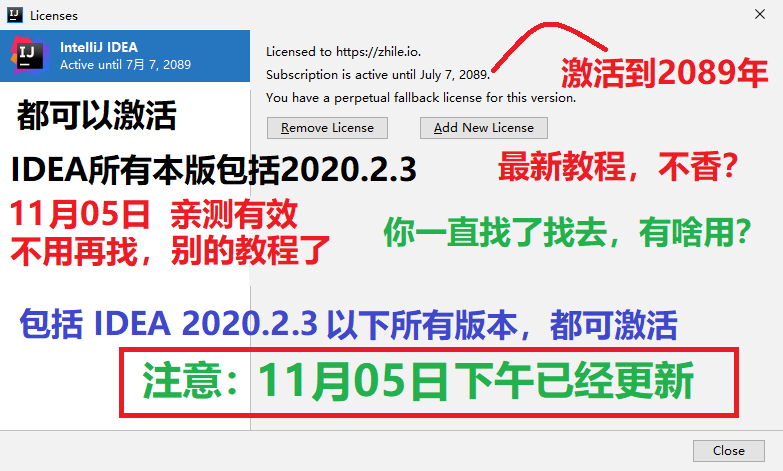 Licenses
IntelliJ IDEA
Active until 7月 7, 2089
Licensed to https://zhile.io.
Subscription is active until July 7, 2089.
激活到2089年
You have a perpetual fallback license for this version.
都可以激活
Remove License
Add New License
IDEA所有本版包括2020.2.3
最新教程，不香？
11月05日 亲测有效
不用再找，别的教程了
你一直找了找去，有啥用？
包括 IDEA 2020.2.3 以下所有版本，都可激活
注意：11月05日下午已经更新
Close